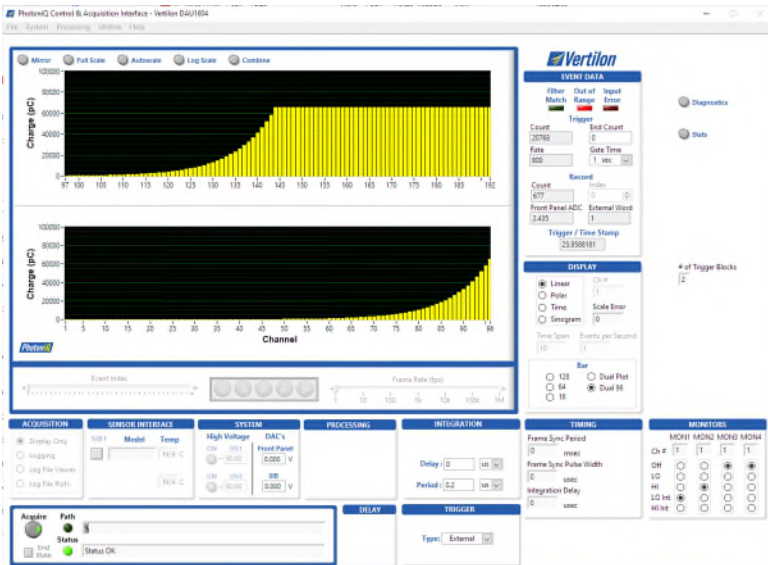 PhotoniQ Control & Acquisition Interface - Vertilon DAU1604
File System Processing Utilities Help
Mirror Full Scale Autoscale Log Scale Combine
Charge (pC)
100000
80000
60000
40000
20000
0
97 100 105 110 115 120 125 130 135 140 145 150 155 160 165 170 175 180 185 192
Charge (pC)
100000
80000
60000
40000
20000
0
1 5 10 15 20 25 30 35 40 45 50 55 60 65 70 75 80 85 90 96
Channel
PhotoniQ
Event Index
Frame Rate (fps)
1 10 100 1k 10k 100k 1M
Vertilon
EVENT DATA
Filter Match Out of Range Input Error
Trigger
Count End Count
20793 0
Rate Gate Time
800 1 sec
Record
Count Index
677 0
Front Panel ADC External Word
2.435 1
Trigger / Time Stamp
25.9588181
Diagnostics
Stats
# of Trigger Blocks
2
DISPLAY
Linear Ch #
Polar 1
Time Scale Error
Sinogram 0
Time Span Events per Second
10 1
Bar
128 Dual Plot
64 Dual 96
1K
ACQUISITION
Display Only
Logging
Log File Viewer
Log File Plots
SENSOR INTERFACE
SIB1 Model Temp
N/A C
N/A C
SYSTEM
High Voltage DAC's
ON HV1 Front Panel
0.000 V
ON HV2 SIB
0.000 V
PROCESSING
INTEGRATION
Delay: 0 us
Period: 0.2 us
TIMING
Frame Sync Period
0 msec
Frame Sync Pulse Width
0 usec
Integration Delay
0 usec
MONITORS
MON1 MON2 MON3 MON4
Ch # 1 1 1 1
Off
LO
HI
LO Int
HI Int
Acquire Path
Status
End State Status OK
DELAY
TRIGGER
Type: External